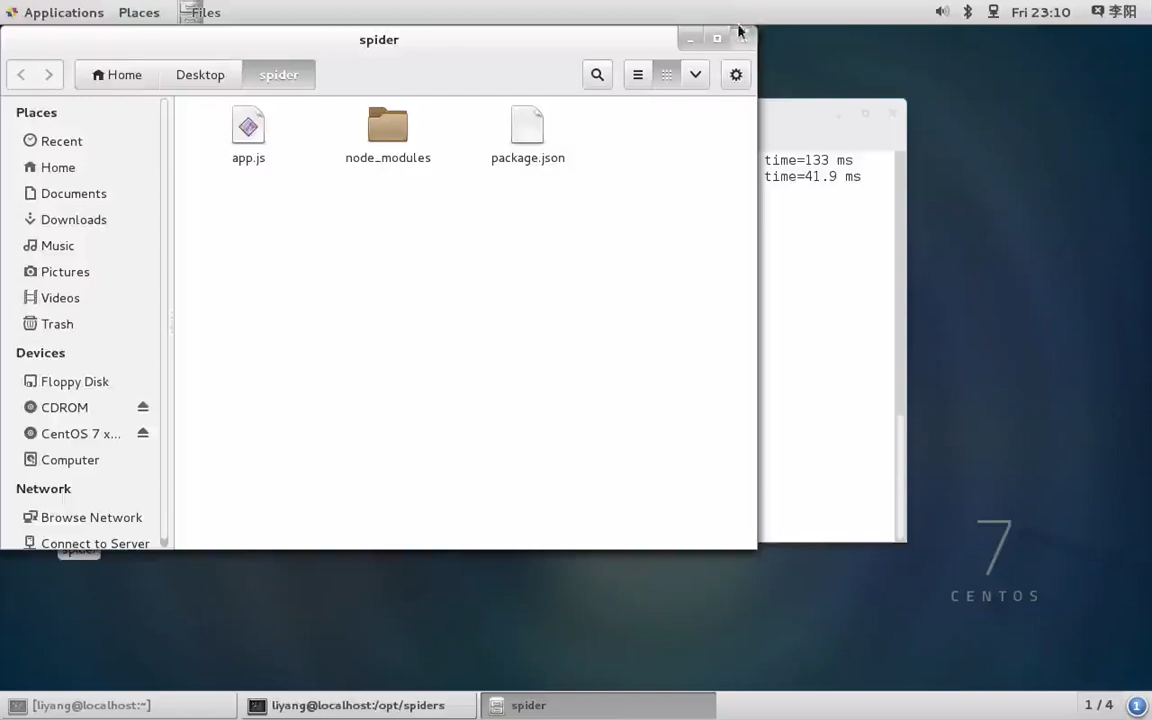 Applications Places Files Fri 23:10 李阳
spider
Home Desktop spider
Places
Recent
Home
Documents
Downloads
Music
Pictures
Videos
Trash
Devices
Floppy Disk
CDROM
CentOS 7 x...
Computer
Network
Browse Network
Connect to Server
app.js node_modules package.json
time=133 ms
time=41.9 ms
spider
7
CENTOS
[liyang@localhost:~] liyang@localhost:/opt/spiders spider 1 / 4 1